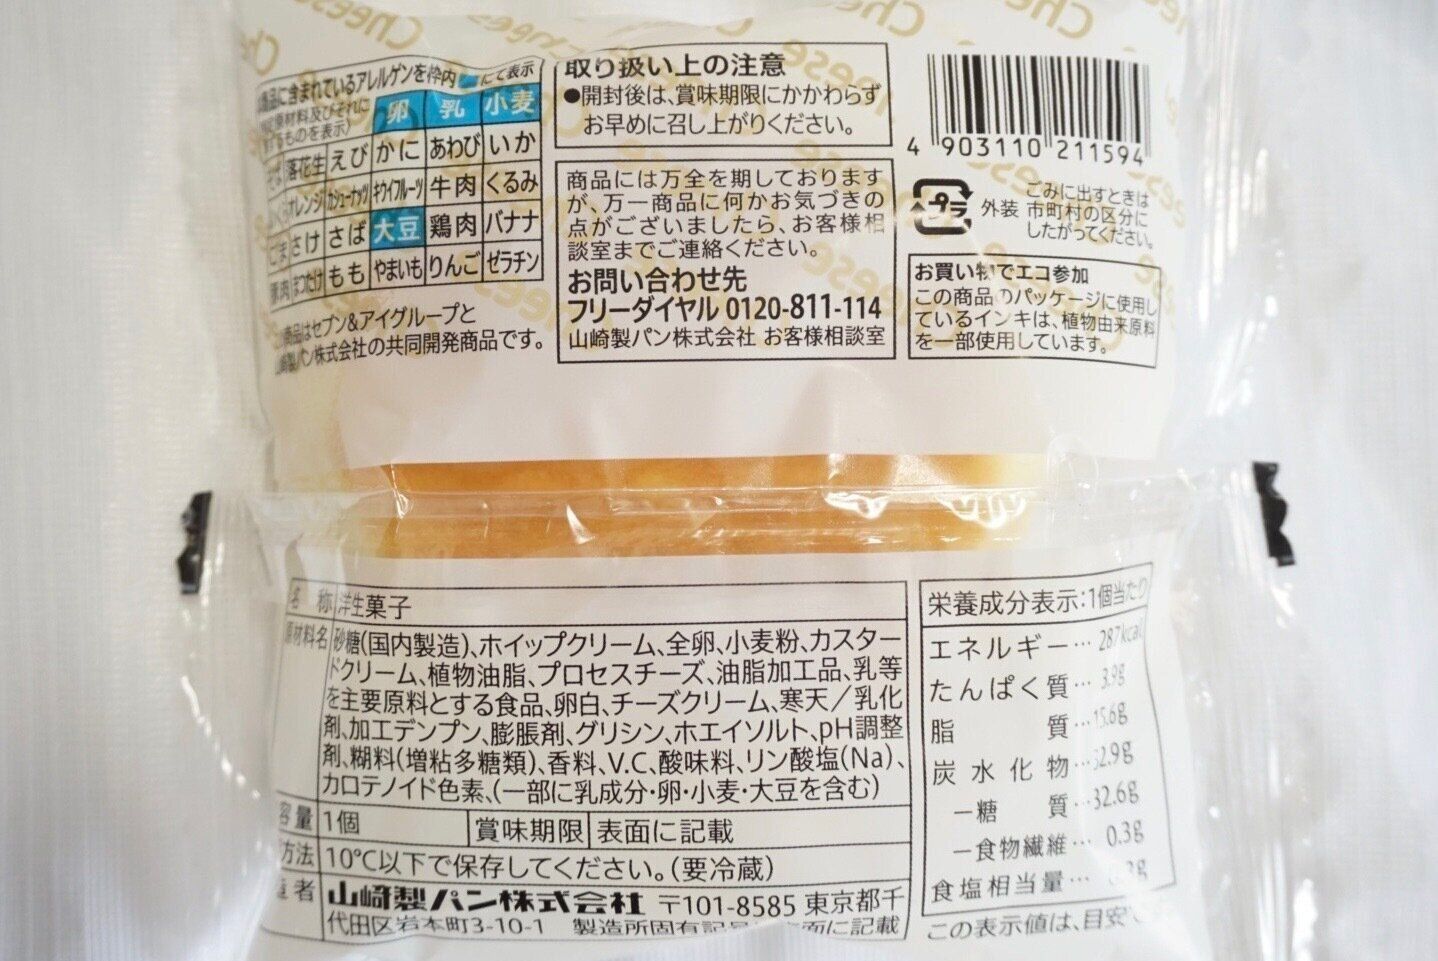 Cheese Cheese Cheese
商品に含まれているアレルゲンを枠内 にて表示
原材料及びそれに
ものを表示)
卵 乳 小麦
そば 落花生 えび かに あわび いか
オレンジ カシューナッツ キウイフルーツ 牛肉 くるみ
ごま さけ さば 大豆 鶏肉 バナナ
豚肉 まつたけ もも やまいも りんご ゼラチン
商品はセブン&アイグループと
山崎製パン株式会社の共同開発商品です。
取り扱い上の注意
●開封後は、賞味期限にかかわらず
お早めに召し上がりください。
商品には万全を期しております
が、万一商品に何かお気づきの
点がございましたら、お客様相
談室までご連絡ください。
お問い合わせ先
フリーダイヤル 0120-811-114
山崎製パン株式会社 お客様相談室
4 903110 211594
プラ 外装
ごみに出すときは
市町村の区分に
したがってください。
お買い物でエコ参加
この商品のパッケージに使用し
ているインキは、植物由来原料
を一部使用しています。
名 称 洋生菓子
原材料名 砂糖(国内製造)、ホイップクリーム、全卵、小麦粉、カスター
ドクリーム、植物油脂、プロセスチーズ、油脂加工品、乳等
を主要原料とする食品、卵白、チーズクリーム、寒天/乳化
剤、加工デンプン、膨脹剤、グリシン、ホエイソルト、pH調整
剤、糊料(増粘多糖類)、香料、V.C、酸味料、リン酸塩(Na)、
カロテノイド色素、(一部に乳成分・卵・小麦・大豆を含む)
容量 1個 賞味期限 表面に記載
方法 10℃以下で保存してください。(要冷蔵)
者 山崎製パン株式会社 〒101-8585 東京都千
代田区岩本町3-10-1 製造所固有記号 面に記載
栄養成分表示:1個当たり
エネルギー… 287kcal
たんぱく質… 3.9g
脂 質…15.6g
炭水化物…32.9g
－糖 質…32.6g
－食物繊維… 0.3g
食塩相当量…
この表示値は、目安で